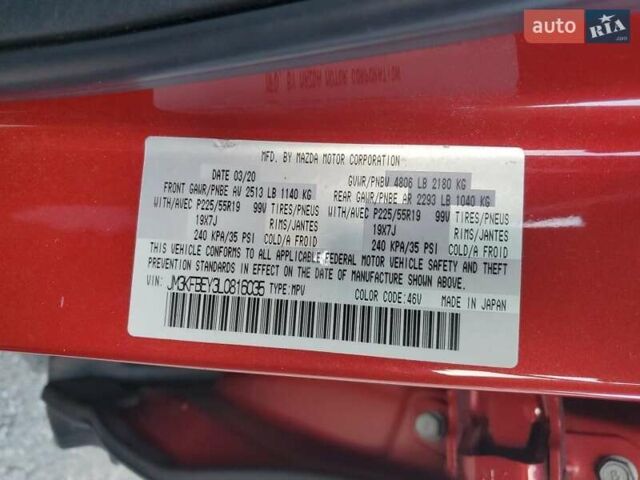 auto RIA.com
MFD. BY MAZDA MOTOR CORPORATION
DATE 03/20 GVWR/PNBV 4806 LB 2180 KG
FRONT GAWR/PNBE AV 2513 LB 1140 KG REAR GAWR/PNBE AR 2293 LB 1040 KG
WITH/AVEC P225/55R19 99V TIRES/PNEUS WITH/AVEC P225/55R19 99V TIRES/PNEUS
19X7J RIMS/JANTES 19X7J RIMS/JANTES
240 KPA/35 PSI COLD/A FROID 240 KPA/35 PSI COLD/A FROID
THIS VEHICLE CONFORMS TO ALL APPLICABLE FEDERAL MOTOR VEHICLE SAFETY AND THEFT
PREVENTION STANDARDS IN EFFECT ON THE DATE OF MANUFACTURE SHOWN ABOVE.
VIN: JM3KFBEY3L0816035 TYPE:MPV COLOR CODE:46V MADE IN JAPAN